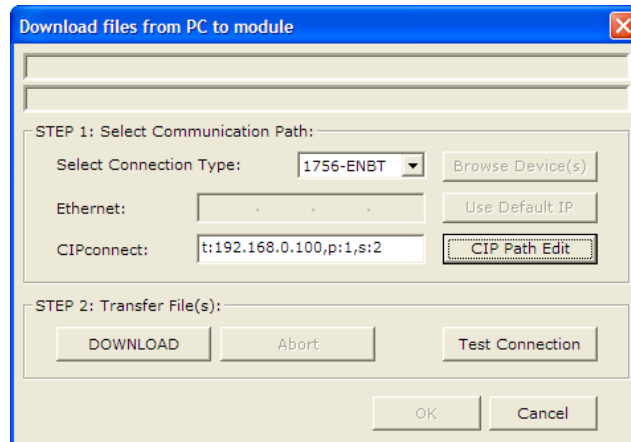 Download files from PC to module
STEP 1: Select Communication Path:
Select Connection Type: 1756-ENBT Browse Device(s)
Ethernet: . . . Use Default IP
CIPconnect: t:192.168.0.100,p:1,s:2 CIP Path Edit
STEP 2: Transfer File(s):
DOWNLOAD Abort Test Connection
OK Cancel